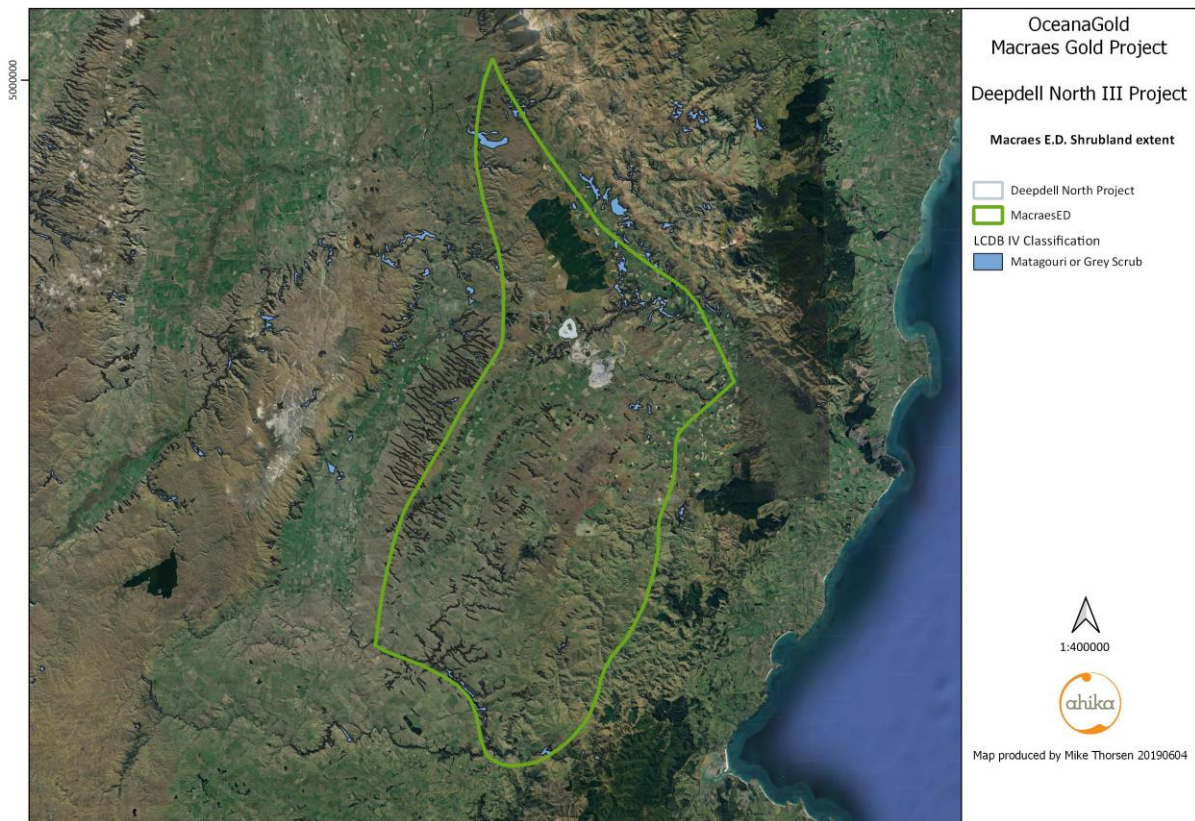 5000000
OceanaGold
Macraes Gold Project
Deepdell North III Project
Macraes E.D. Shrubland extent
Deepdell North Project
MacraesED
LCDB IV Classification
Matagouri or Grey Scrub
1:400000
ahika
Map produced by Mike Thorsen 20190604